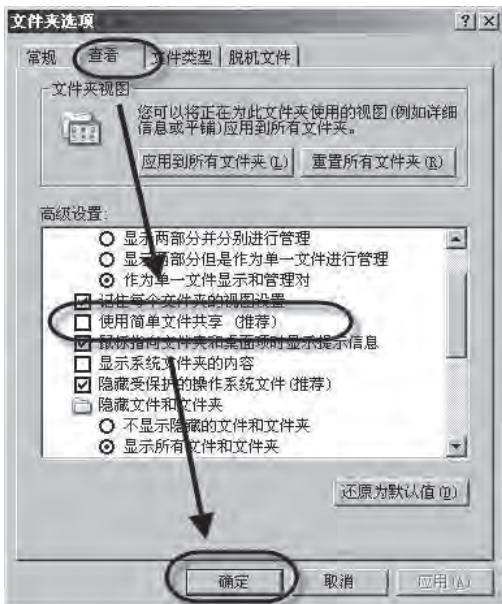 文件夹选项
常规 查看 文件类型 脱机文件
文件夹视图
您可以将正在为此文件夹使用的视图(例如详细
信息或平铺)应用到所有文件夹。
应用到所有文件夹(L) 重置所有文件夹(R)
高级设置:
显示两部分并分别进行管理
显示两部分但是作为单一文件进行管理
作为单一文件显示和管理对
记住每个文件夹的视图设置
使用简单文件共享 (推荐)
鼠标指向文件夹和桌面项时显示提示信息
显示系统文件夹的内容
隐藏受保护的操作系统文件(推荐)
隐藏文件和文件夹
不显示隐藏的文件和文件夹
显示所有文件和文件夹
还原为默认值(D)
确定 取消 应用(A)